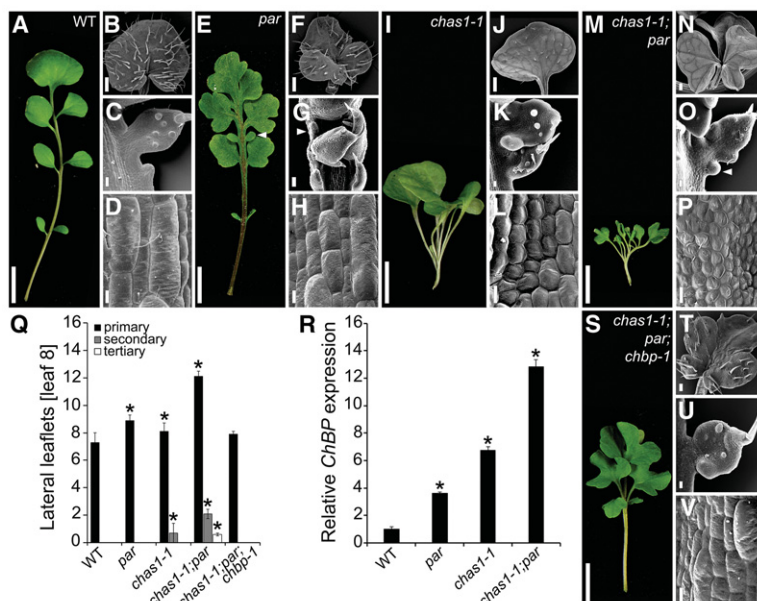 A WT B E par F I chas1-1 J M chas1-1; N
par
C G K O
D H L P
Q R S chas1-1; T
par;
chbp-1
16 16
primary
14 secondary 14
tertiary
12 12
10 10 U
8 8
6 6
4 4 V
2 2
0 0
Lateral leaflets [leaf 8]
WT par chas1-1 chas1-1;par chas1-1;par; chbp-1
Relative ChBP expression
WT par chas1-1 chas1-1;par
* * * * * * * * *